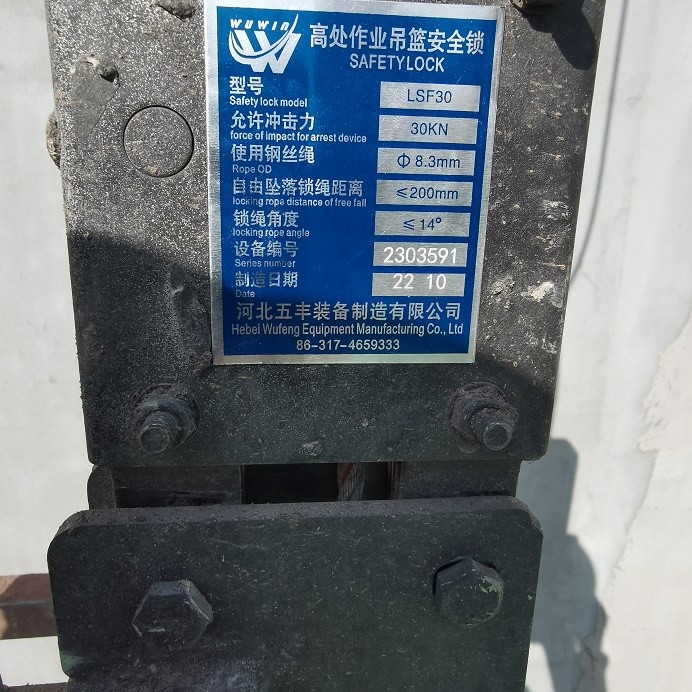 WUWIN
高处作业吊篮安全锁
SAFETYLOCK
型号
Safety lock model
LSF30
允许冲击力
force of impact for arrest device
30KN
使用钢丝绳
Rope OD
Φ 8.3mm
自由坠落锁绳距离
locking rope distance of free fall
≤200mm
锁绳角度
locking rope angle
≤14°
设备编号
Series number
2303591
制造日期
Date
22 10
河北五丰装备制造有限公司
Hebei Wufeng Equipment Manufacturing Co., Ltd
86-317-4659333